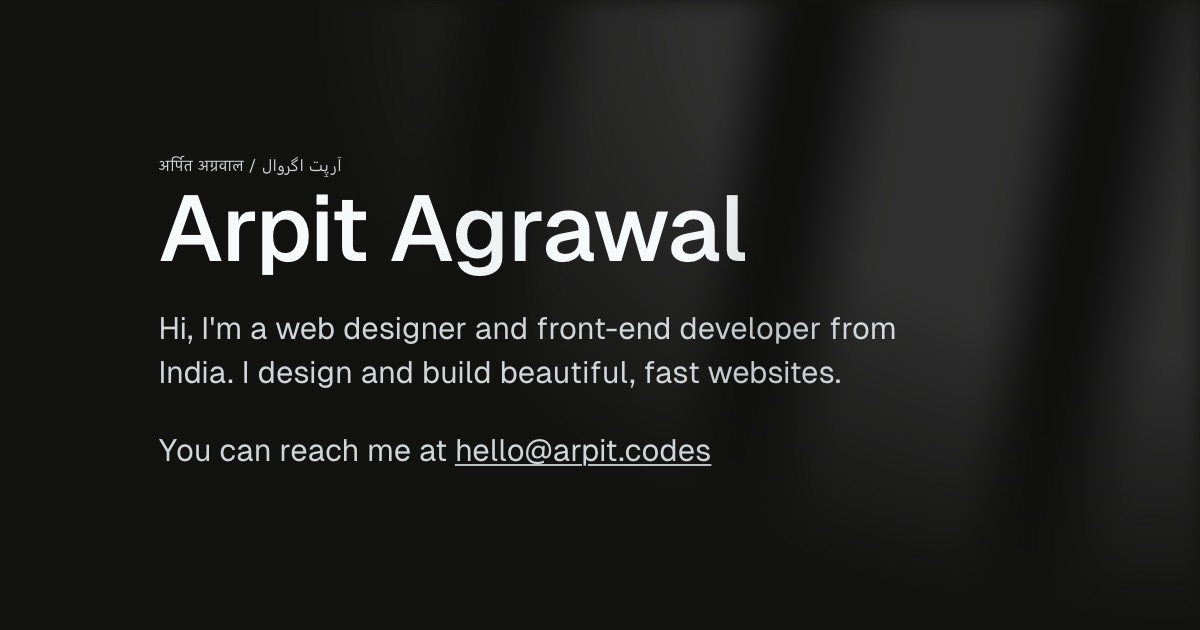 अर्पित अग्रवाल / آرپِت اگروال
Arpit Agrawal
Hi, I'm a web designer and front-end developer from
India. I design and build beautiful, fast websites.
You can reach me at hello@arpit.codes